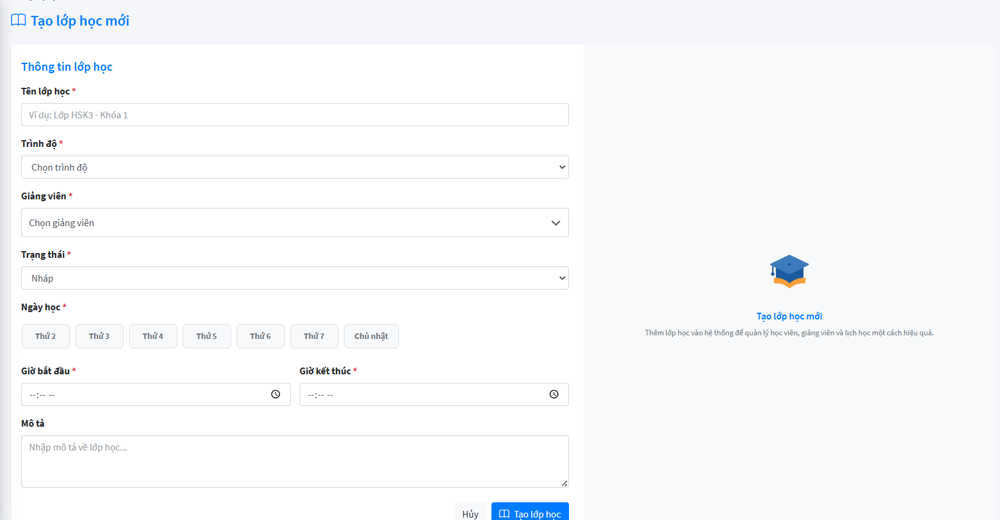 Tạo lớp học mới
Thông tin lớp học
Tên lớp học *
Ví dụ: Lớp HSK3 - Khóa 1
Trình độ *
Chọn trình độ
Giảng viên *
Chọn giảng viên
Trạng thái *
Nháp
Ngày học *
Thứ 2 Thứ 3 Thứ 4 Thứ 5 Thứ 6 Thứ 7 Chủ nhật
Giờ bắt đầu * Giờ kết thúc *
--:-- -- --:-- --
Mô tả
Nhập mô tả về lớp học...
Hủy Tạo lớp học
Tạo lớp học mới
Thêm lớp học vào hệ thống để quản lý học viên, giảng viên và lịch học một cách hiệu quả.